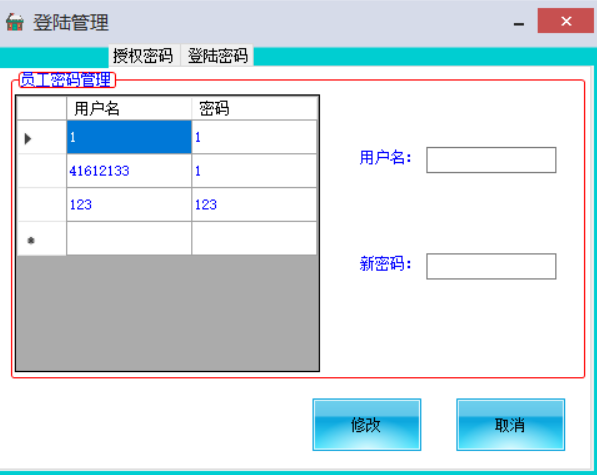 登陆管理
授权密码 登陆密码
员工密码管理
用户名 密码
1 1
41612133 1
123 123
用户名：
新密码：
修改 取消